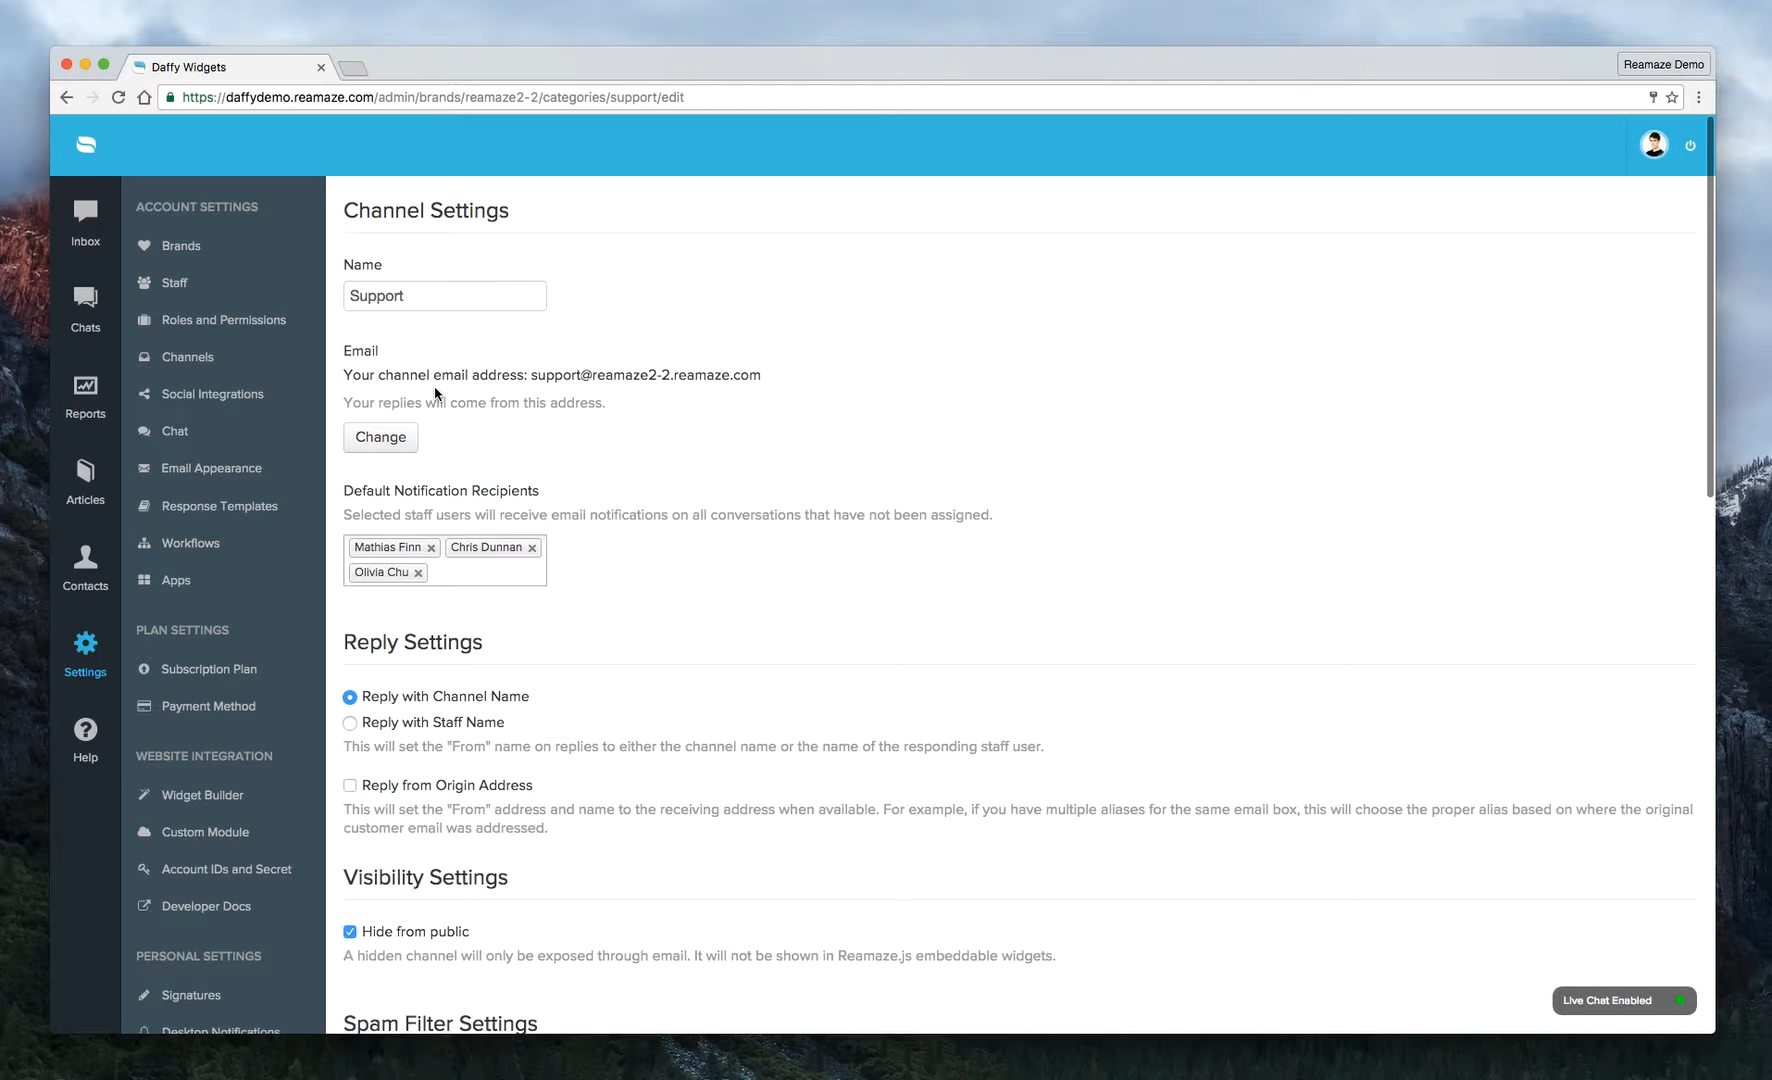 Daffy Widgets
Reamaze Demo
https://daffydemo.reamaze.com/admin/brands/reamaze2-2/categories/support/edit
Inbox
Chats
Reports
Articles
Contacts
Settings
Help
ACCOUNT SETTINGS
Brands
Staff
Roles and Permissions
Channels
Social Integrations
Chat
Email Appearance
Response Templates
Workflows
Apps
PLAN SETTINGS
Subscription Plan
Payment Method
WEBSITE INTEGRATION
Widget Builder
Custom Module
Account IDs and Secret
Developer Docs
PERSONAL SETTINGS
Signatures
Desktop Notifications
Channel Settings
Name
Support
Email
Your channel email address: support@reamaze2-2.reamaze.com
Your replies will come from this address.
Change
Default Notification Recipients
Selected staff users will receive email notifications on all conversations that have not been assigned.
Mathias Finn
Chris Dunnan
Olivia Chu
Reply Settings
Reply with Channel Name
Reply with Staff Name
This will set the "From" name on replies to either the channel name or the name of the responding staff user.
Reply from Origin Address
This will set the "From" address and name to the receiving address when available. For example, if you have multiple aliases for the same email box, this will choose the proper alias based on where the original
customer email was addressed.
Visibility Settings
Hide from public
A hidden channel will only be exposed through email. It will not be shown in Reamaze.js embeddable widgets.
Spam Filter Settings
Live Chat Enabled